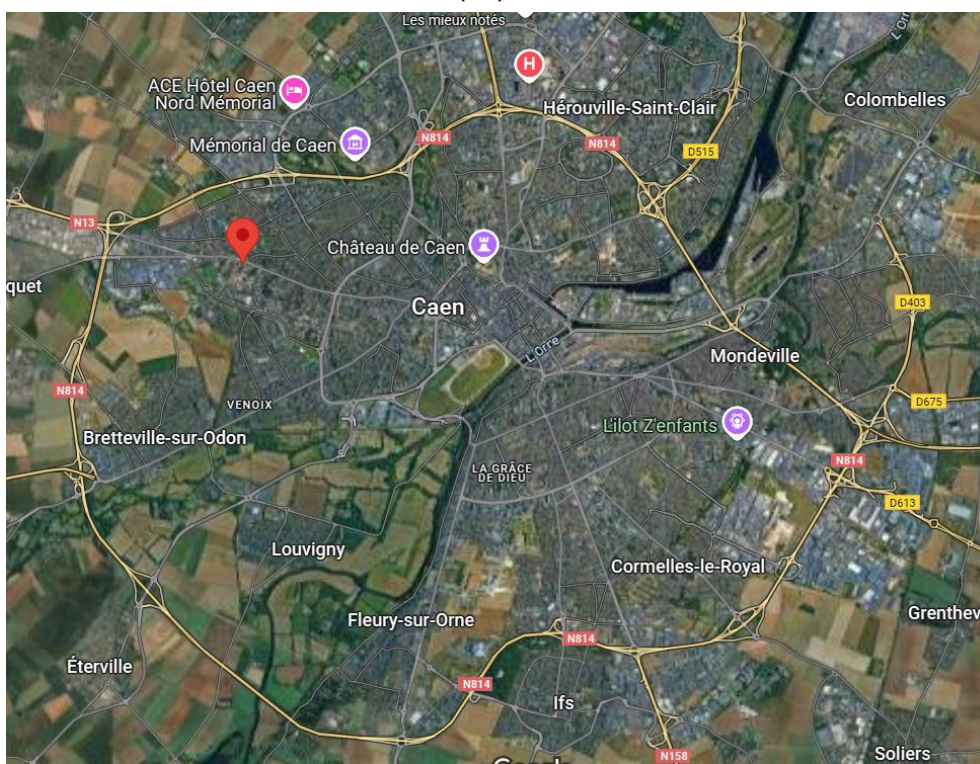 Les mieux notés
ACE Hôtel Caen
Nord Mémorial
H
Hérouville-Saint-Clair
Colombelles
L'Orne
Mémorial de Caen
N814
N814
D515
N13
Château de Caen
quet
Caen
D403
L'Orne
Mondeville
N814
D675
VENOIX
Bretteville-sur-Odon
L'ilot Z'enfants
N814
LA GRÂCE
DE DIEU
D613
Louvigny
Cormelles-le-Royal
Fleury-sur-Orne
Grenthev
N814
Éterville
N814
Ifs
N158
Soliers